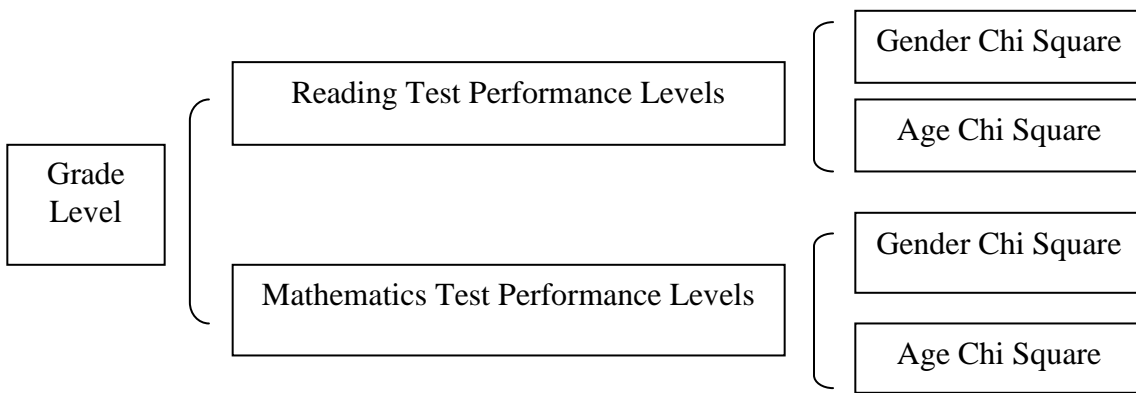 Grade
Level
Reading Test Performance Levels
Gender Chi Square
Age Chi Square
Mathematics Test Performance Levels
Gender Chi Square
Age Chi Square